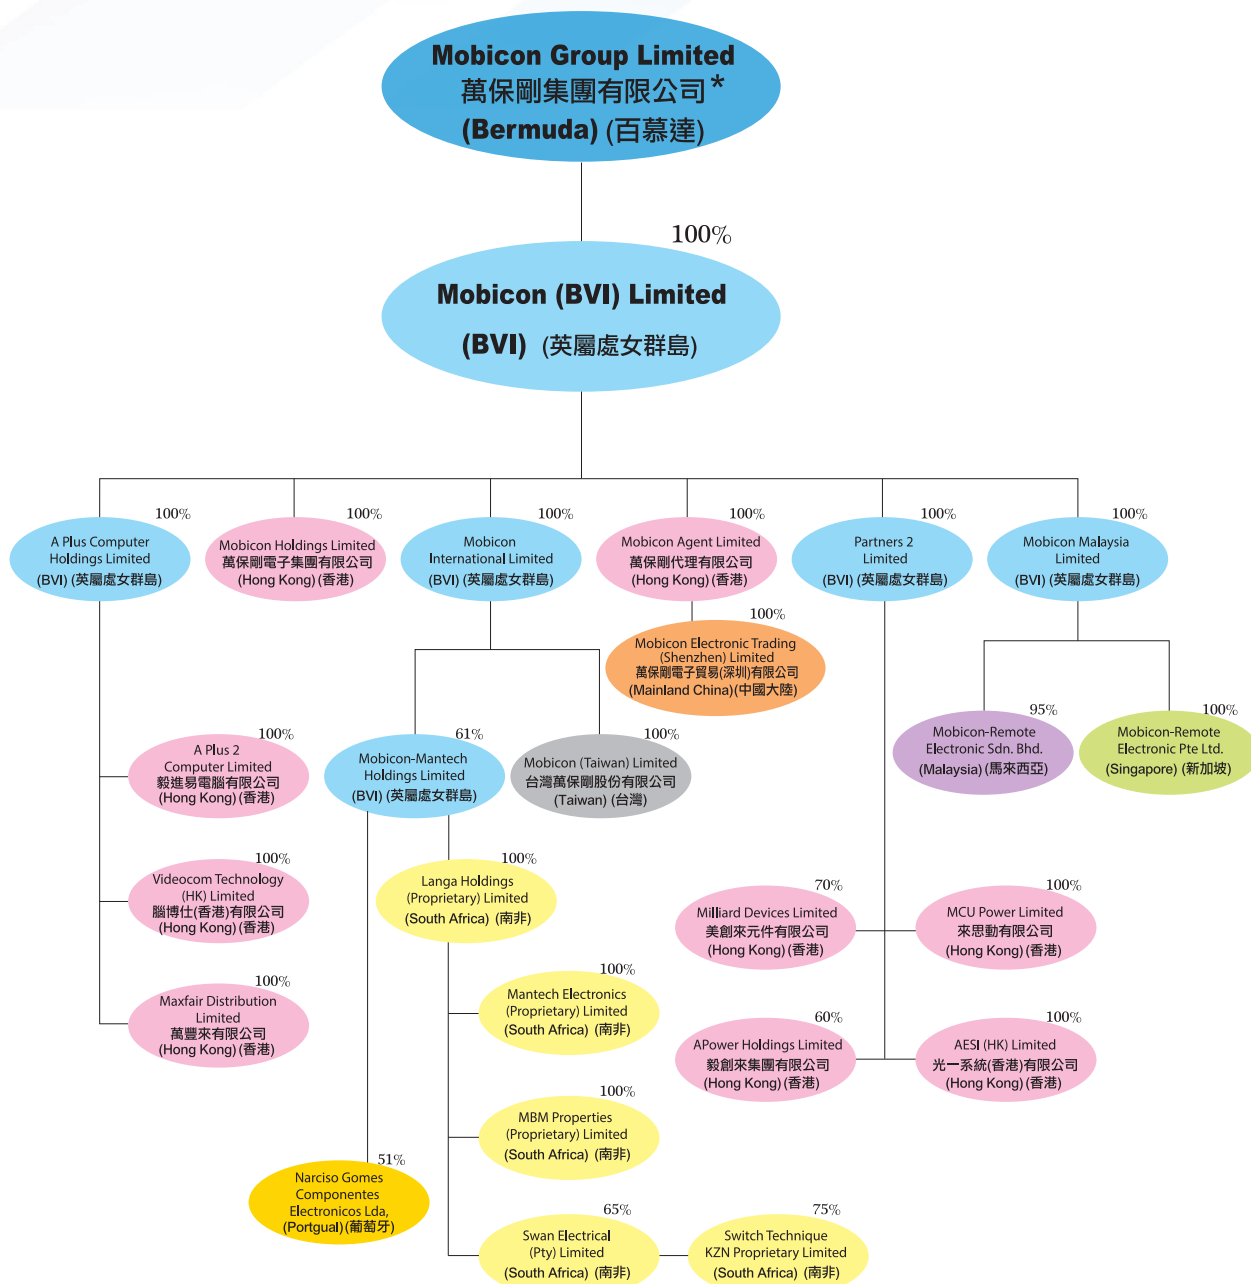 Mobicon Group Limited
萬保剛集團有限公司*
(Bermuda) (百慕達)
100%
Mobicon (BVI) Limited
(BVI) (英屬處女群島)
100%
A Plus Computer
Holdings Limited
(BVI) (英屬處女群島)
100%
Mobicon Holdings Limited
萬保剛電子集團有限公司
(Hong Kong) (香港)
100%
Mobicon
International Limited
(BVI) (英屬處女群島)
100%
Mobicon Agent Limited
萬保剛代理有限公司
(Hong Kong) (香港)
100%
Partners 2
Limited
(BVI) (英屬處女群島)
100%
Mobicon Malaysia
Limited
(BVI) (英屬處女群島)
100%
Mobicon Electronic Trading
(Shenzhen) Limited
萬保剛電子貿易(深圳)有限公司
(Mainland China)(中國大陸)
100%
A Plus 2
Computer Limited
毅進易電腦有限公司
(Hong Kong) (香港)
61%
Mobicon-Mantech
Holdings Limited
(BVI) (英屬處女群島)
100%
Mobicon (Taiwan) Limited
台灣萬保剛股份有限公司
(Taiwan) (台灣)
95%
Mobicon-Remote
Electronic Sdn. Bhd.
(Malaysia) (馬來西亞)
100%
Mobicon-Remote
Electronic Pte Ltd.
(Singapore) (新加坡)
100%
Videocom Technology
(HK) Limited
腦博仕(香港)有限公司
(Hong Kong) (香港)
100%
Langa Holdings
(Proprietary) Limited
(South Africa) (南非)
70%
Milliard Devices Limited
美創來元件有限公司
(Hong Kong) (香港)
100%
MCU Power Limited
來思動有限公司
(Hong Kong) (香港)
100%
Maxfair Distribution
Limited
萬豐來有限公司
(Hong Kong) (香港)
100%
Mantech Electronics
(Proprietary) Limited
(South Africa) (南非)
60%
APower Holdings Limited
毅創來集團有限公司
(Hong Kong) (香港)
100%
AESI (HK) Limited
光一系統(香港)有限公司
(Hong Kong) (香港)
100%
MBM Properties
(Proprietary) Limited
(South Africa) (南非)
51%
Narciso Gomes
Componentes
Electronicos Lda,
(Portgual) (葡萄牙)
65%
Swan Electrical
(Pty) Limited
(South Africa) (南非)
75%
Switch Technique
KZN Proprietary Limited
(South Africa) (南非)